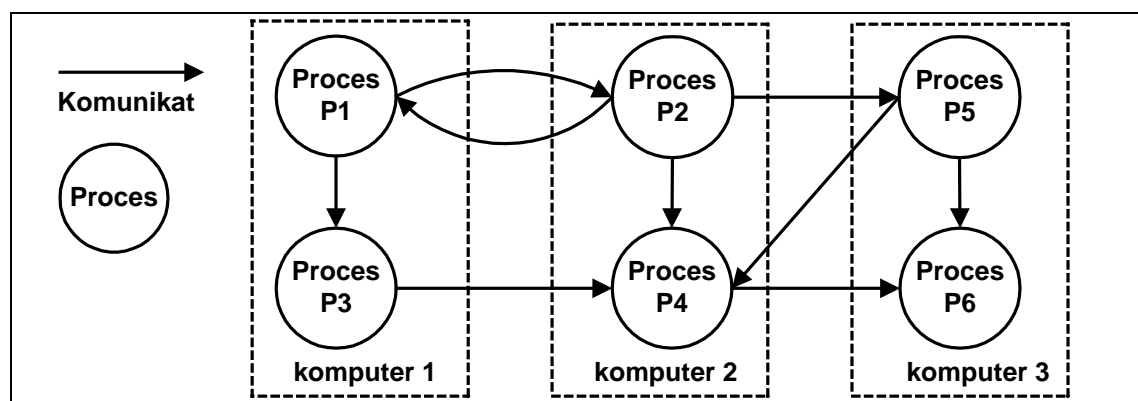 Komunikat
Proces
Proces
P1
Proces
P2
Proces
P5
Proces
P3
Proces
P4
Proces
P6
komputer 1
komputer 2
komputer 3